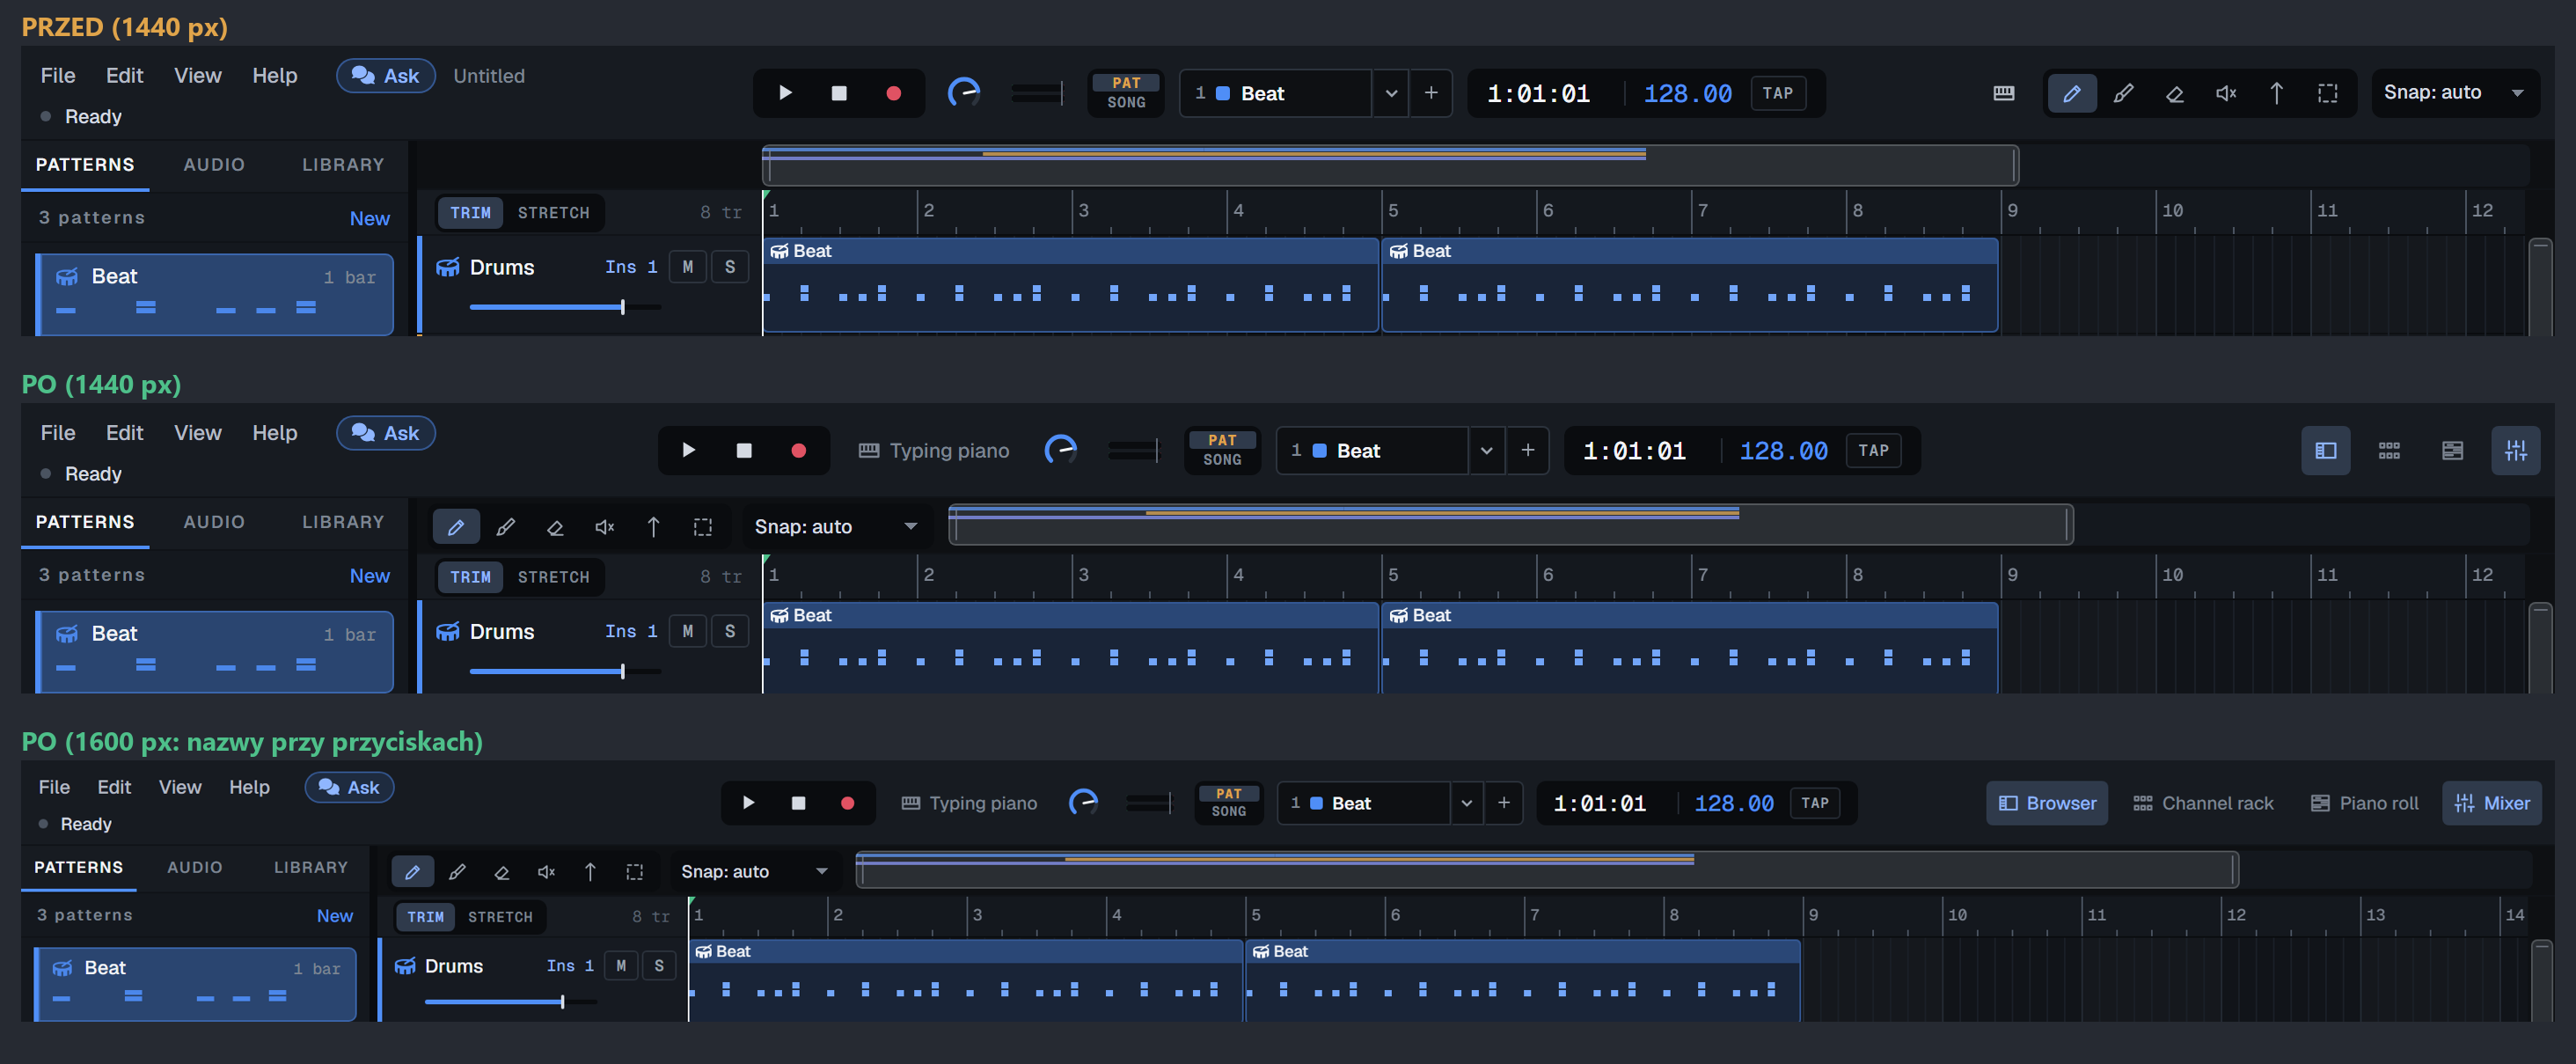 PRZED (1440 px)
File Edit View Help Ask Untitled
Ready
PAT
SONG
1 Beat
1:01:01 128.00 TAP
Snap: auto
PATTERNS AUDIO LIBRARY
3 patterns New
TRIM STRETCH 8 tr
1 2 3 4 5 6 7 8 9 10 11 12
Beat 1 bar
Drums Ins 1 M S
Beat Beat
PO (1440 px)
File Edit View Help Ask
Ready
Typing piano
PAT
SONG
1 Beat
1:01:01 128.00 TAP
PATTERNS AUDIO LIBRARY
Snap: auto
3 patterns New
TRIM STRETCH 8 tr
1 2 3 4 5 6 7 8 9 10 11 12
Beat 1 bar
Drums Ins 1 M S
Beat Beat
PO (1600 px: nazwy przy przyciskach)
File Edit View Help Ask
Ready
Typing piano
PAT
SONG
1 Beat
1:01:01 128.00 TAP
Browser Channel rack Piano roll Mixer
PATTERNS AUDIO LIBRARY
Snap: auto
3 patterns New
TRIM STRETCH 8 tr
1 2 3 4 5 6 7 8 9 10 11 12 13 14
Beat 1 bar
Drums Ins 1 M S
Beat Beat